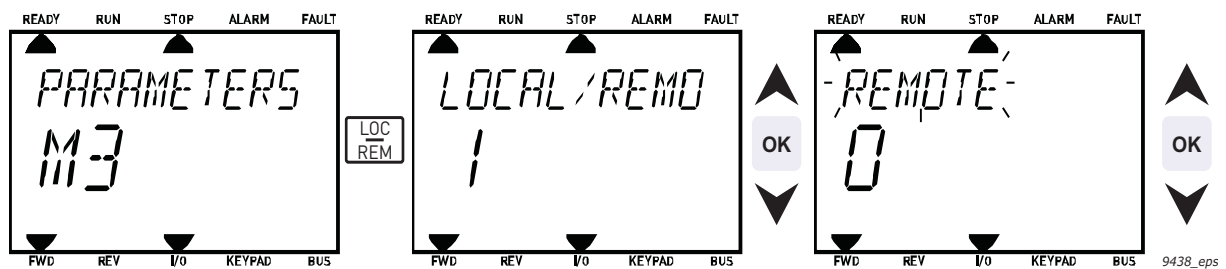 READY RUN STOP ALARM FAULT
PARAMETERS
M3
FWD REV I/O KEYPAD BUS
LOC
REM
READY RUN STOP ALARM FAULT
LOCAL/REMO
1
FWD REV I/O KEYPAD BUS
OK
READY RUN STOP ALARM FAULT
REMOTE
0
FWD REV I/O KEYPAD BUS
OK
9438_eps